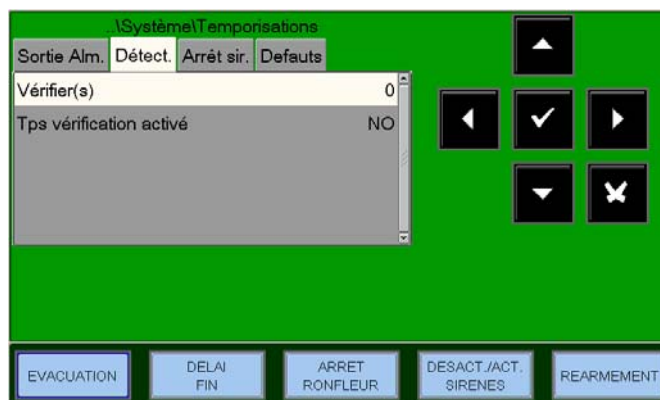 ..\Système\Temporisations
Sortie Alm. Détect. Arrêt sir. Defauts
Vérifier(s) 0
Tps vérification activé NO
EVACUATION
DELAI
FIN
ARRET
RONFLEUR
DESACT./ACT.
SIRENES
REARMEMENT